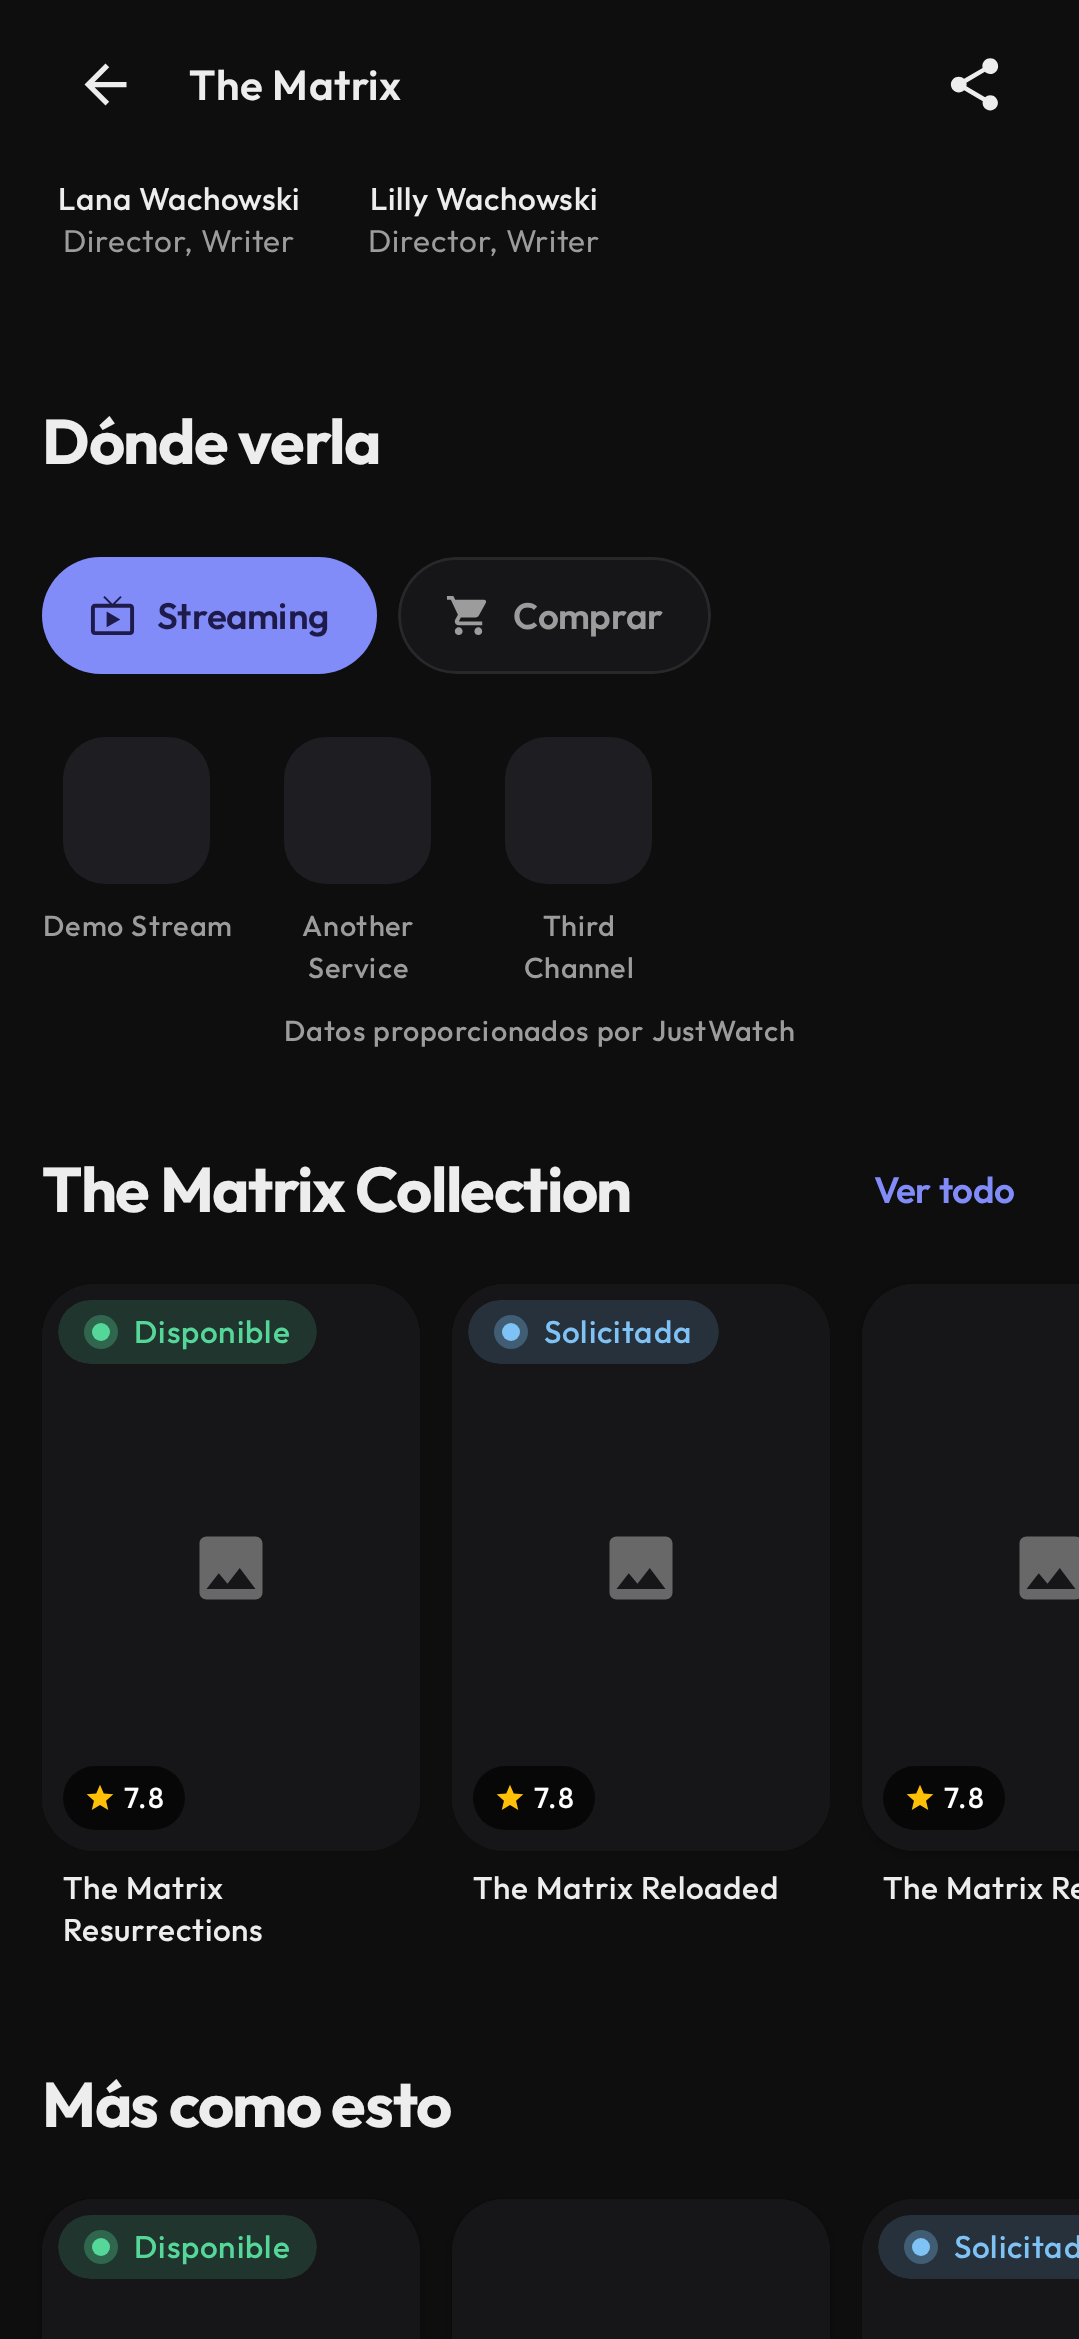 The Matrix
Lana Wachowski
Director, Writer
Lilly Wachowski
Director, Writer
Dónde verla
Streaming
Comprar
Demo Stream
Another
Service
Third
Channel
Datos proporcionados por JustWatch
The Matrix Collection
Ver todo
Disponible
Solicitada
7.8
7.8
7.8
The Matrix
Resurrections
The Matrix Reloaded
The Matrix
Más como esto
Disponible